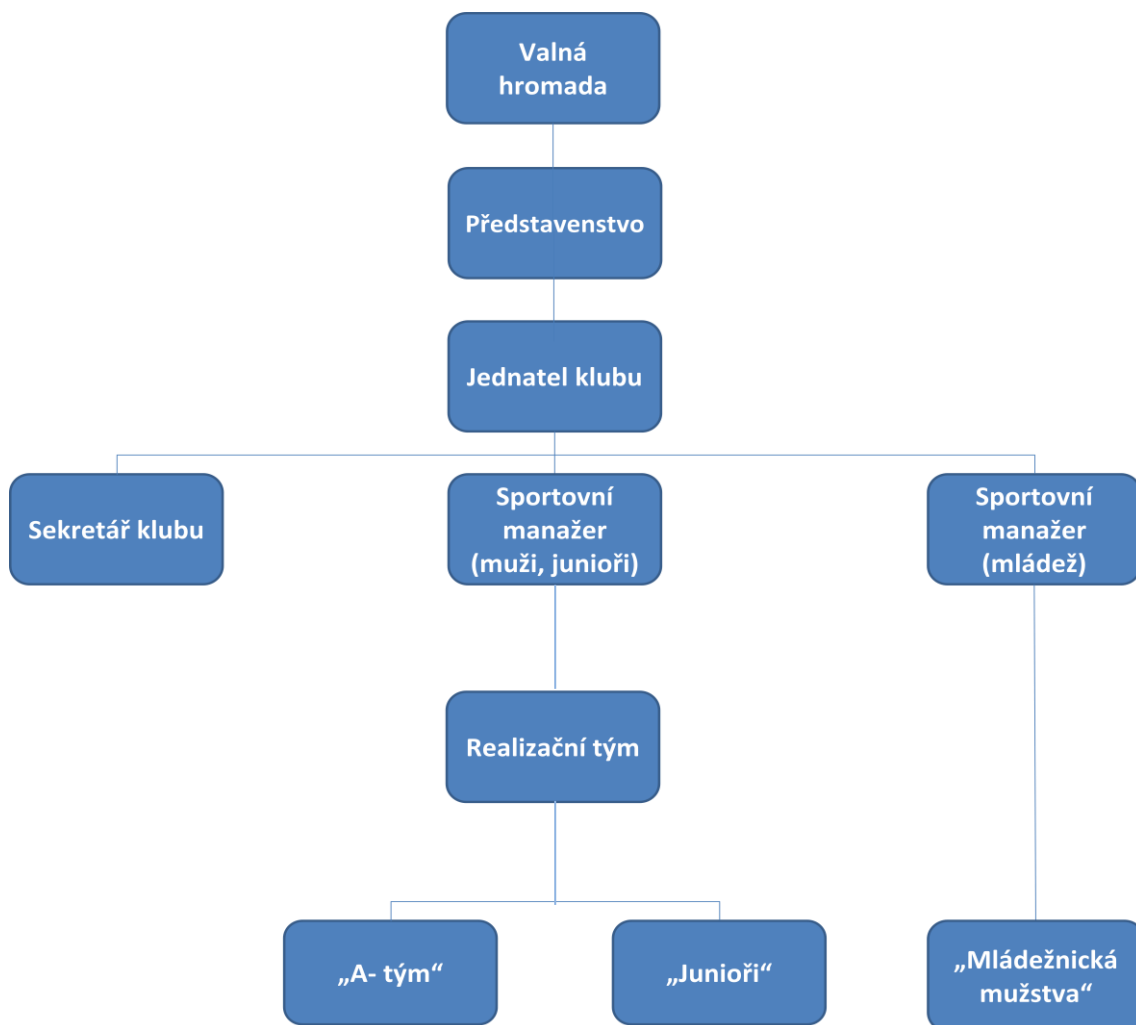 Valná
hromada
Představenstvo
Jednatel klubu
Sekretář klubu
Sportovní
manažer
(muži, junioři)
Sportovní
manažer
(mládež)
Realizační tým
„A- tým“
„Junioři“
„Mládežnická
mužstva“